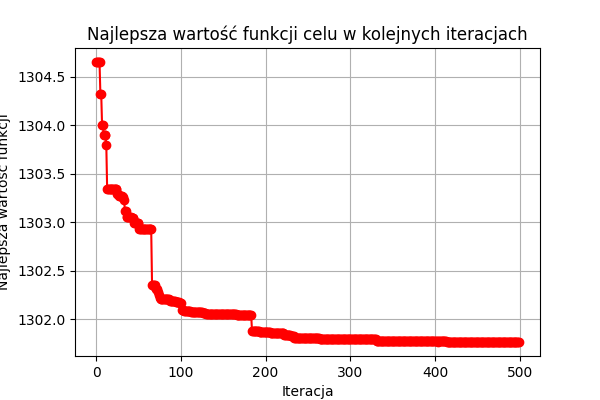 Najlepsza wartość funkcji celu w kolejnych iteracjach
Najlepsza wartość funkcji
1304.5
1304.0
1303.5
1303.0
1302.5
1302.0
0 100 200 300 400 500
Iteracja